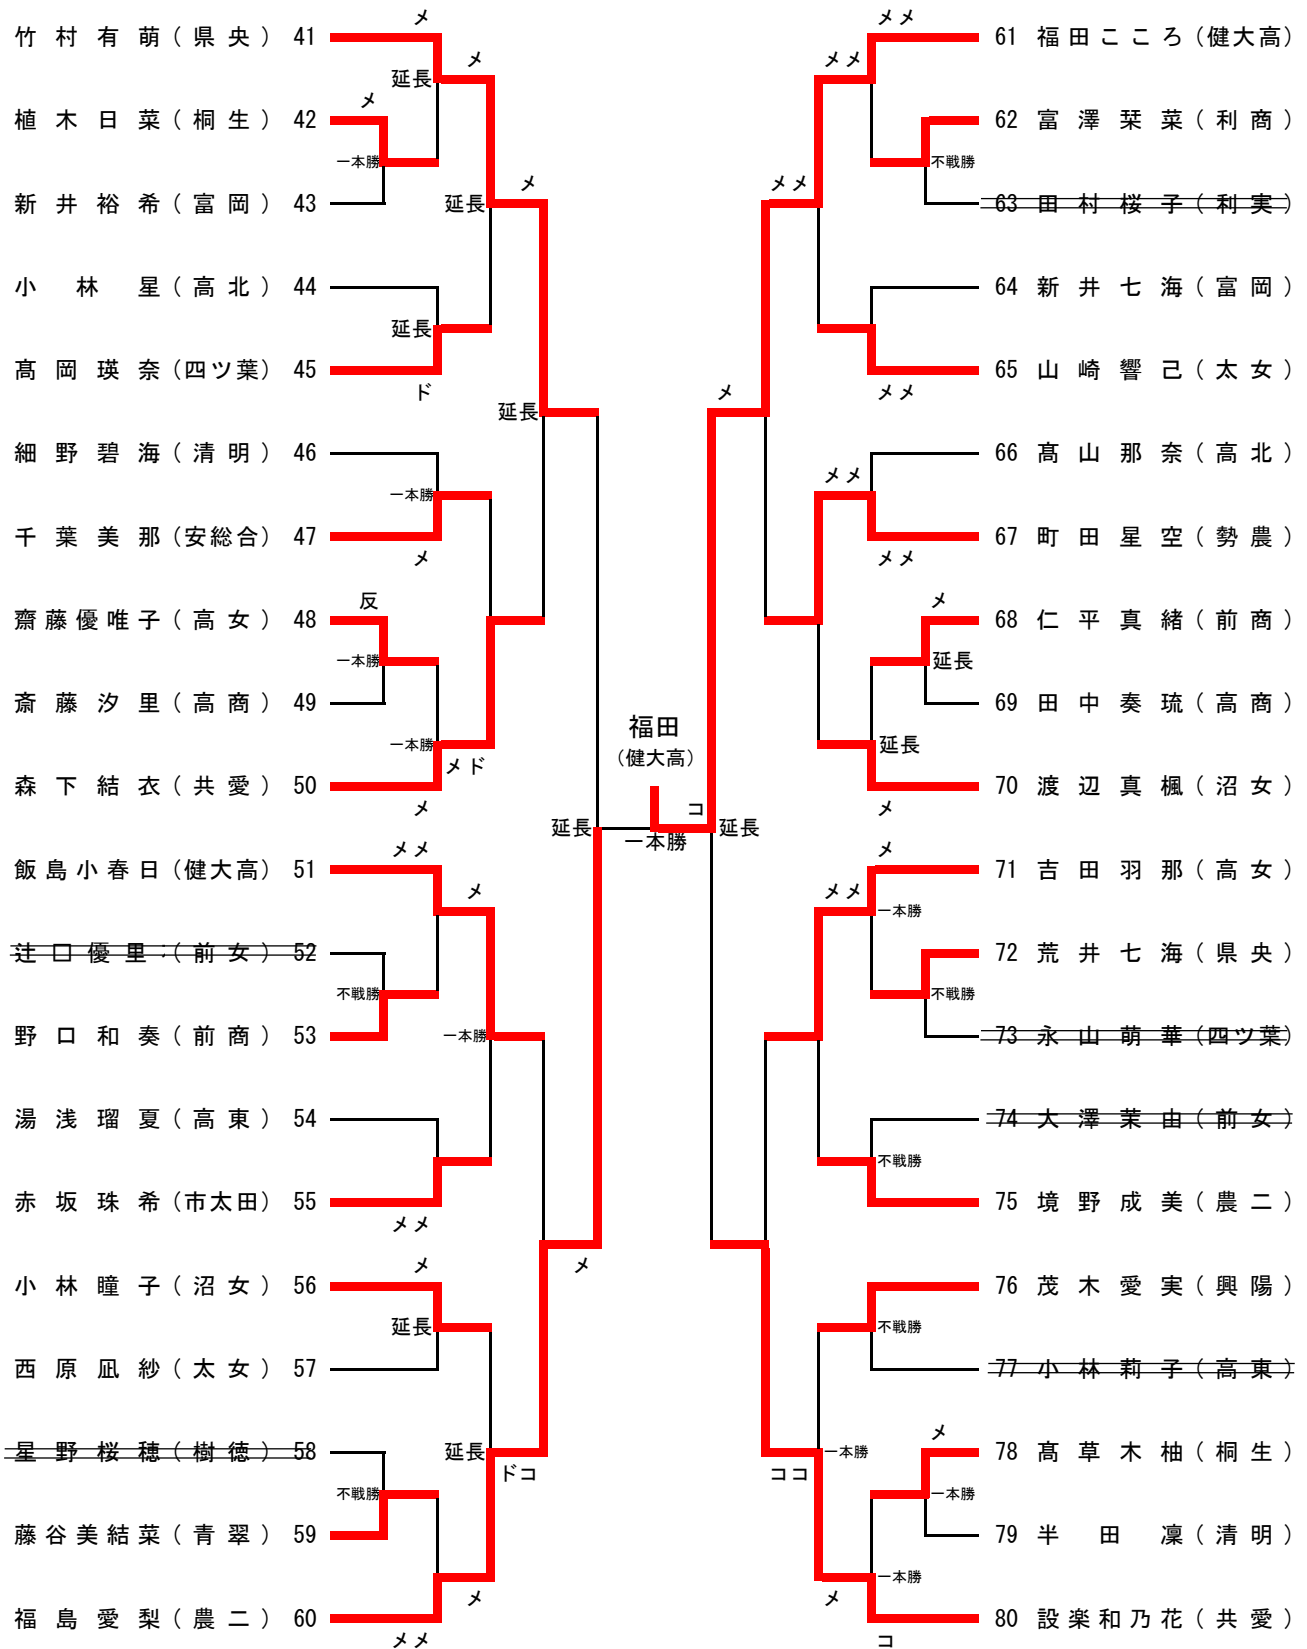 メ
竹村有萌(県央) 41
メ
延長
メ
植木日菜(桐生) 42
一本勝
メ
新井裕希(富岡) 43
延長
小林星(高北) 44
延長
髙岡瑛奈(四ツ葉) 45
ド
延長
細野碧海(清明) 46
一本勝
千葉美那(安総合) 47
メ
反
齋藤優唯子(高女) 48
一本勝
斎藤汐里(高商) 49
一本勝
メド
森下結衣(共愛) 50
メ
延長
メメ
飯島小春日(健大高) 51
メ
辻口優里(前女) 52
不戦勝
野口和奏(前商) 53
一本勝
湯浅瑠夏(高東) 54
赤坂珠希(市太田) 55
メメ
メ
メ
小林瞳子(沼女) 56
延長
西原凪紗(太女) 57
星野桜穂(樹徳) 58
延長
ドコ
不戦勝
藤谷美結菜(青翠) 59
メ
福島愛梨(農二) 60
メメ
福田
(健大高)
コ
一本勝
メメ
61 福田こころ(健大高)
メメ
62 富澤栞菜(利商)
不戦勝
メメ
63 田村桜子(利実)
64 新井七海(富岡)
65 山崎響己(太女)
メメ
メ
66 髙山那奈(高北)
メメ
67 町田星空(勢農)
メメ
メ
68 仁平真緒(前商)
延長
69 田中奏琉(高商)
延長
70 渡辺真楓(沼女)
メ
延長
メ
71 吉田羽那(高女)
メメ
一本勝
72 荒井七海(県央)
不戦勝
73 永山萌華(四ツ葉)
74 大澤茉由(前女)
不戦勝
75 境野成美(農二)
76 茂木愛実(興陽)
不戦勝
77 小林莉子(高東)
メ
78 髙草木柚(桐生)
一本勝
ココ
一本勝
79 半田凜(清明)
一本勝
メ
80 設楽和乃花(共愛)
コ